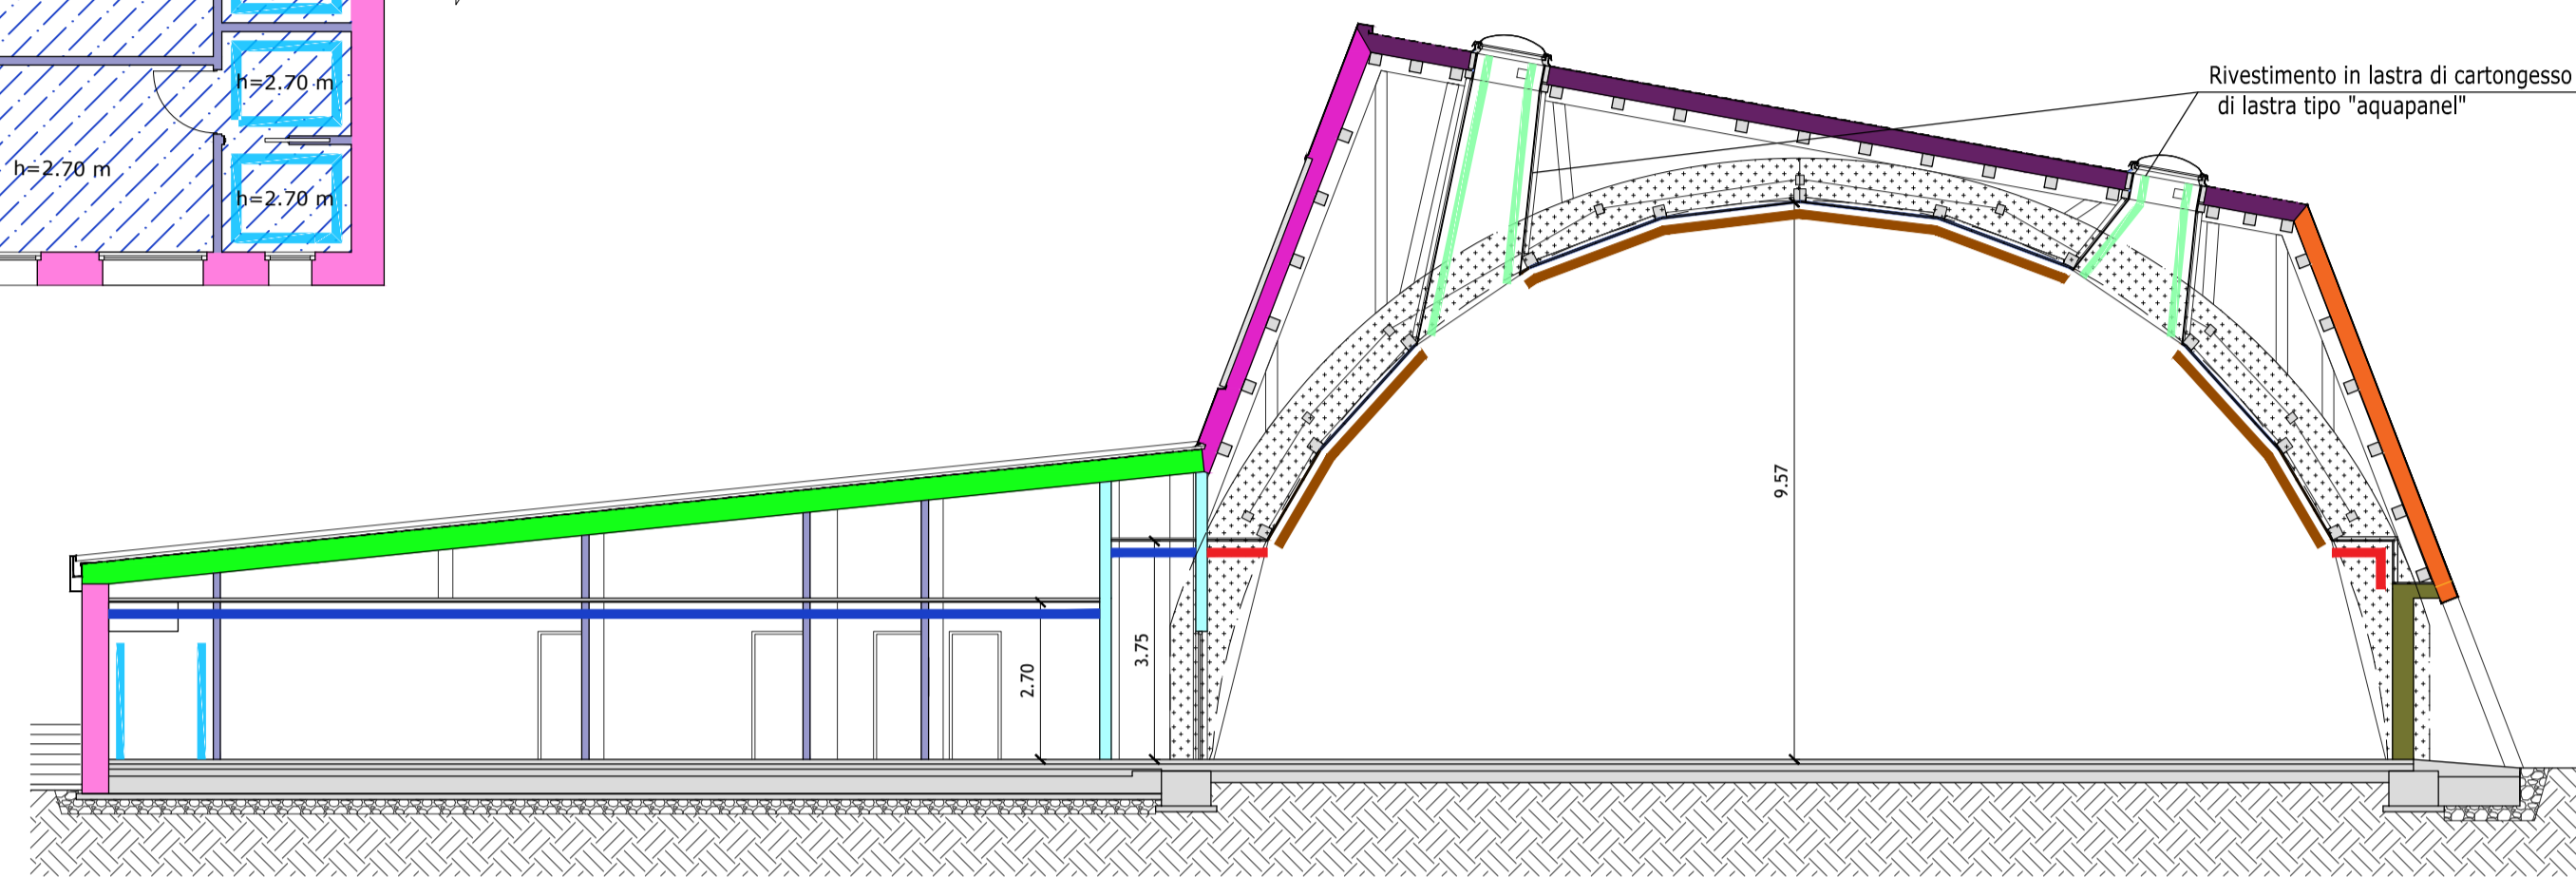 h=2.70 m
h=2.70 m
h=2.70 m
Rivestimento in lastra di cartongesso
di lastra tipo "aquapanel"
9.57
3.75
2.70